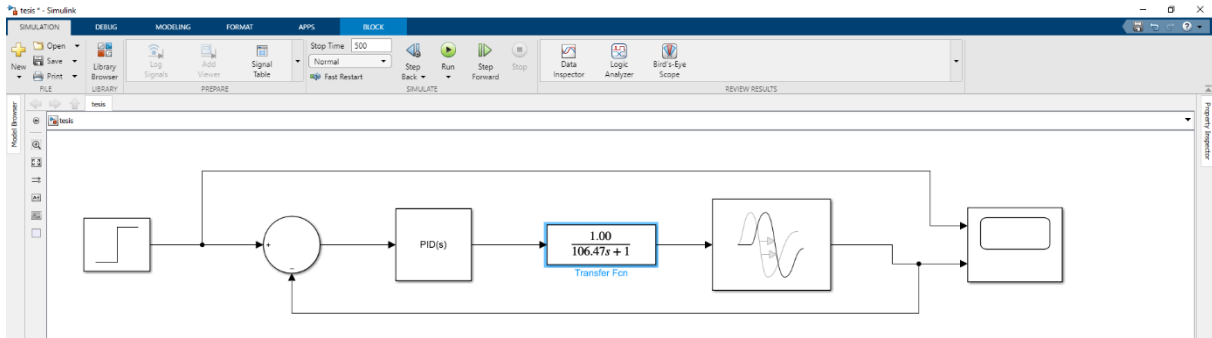 tesis * - Simulink
SIMULATION DEBUG MODELING FORMAT APPS BLOCK
New
Open
Save
Print
FILE
Library Browser
LIBRARY
Log Signals
Add Viewer
Signal Table
PREPARE
Stop Time 500
Normal
Fast Restart
Step Back
Run
Step Forward
Stop
SIMULATE
Data Inspector
Logic Analyzer
Bird's-Eye Scope
REVIEW RESULTS
Model Browser
tesis
tesis
Property Inspector
+
−
PID(s)
1.00
106.47s + 1
Transfer Fcn